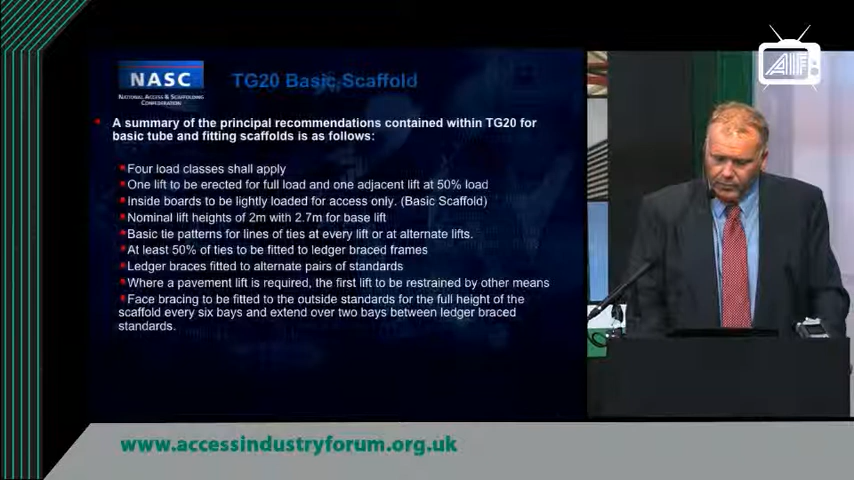 AIF
NASC
NATIONAL ACCESS & SCAFFOLDING
CONFEDERATION
TG20 Basic Scaffold
A summary of the principal recommendations contained within TG20 for
basic tube and fitting scaffolds is as follows:
Four load classes shall apply
One lift to be erected for full load and one adjacent lift at 50% load
Inside boards to be lightly loaded for access only. (Basic Scaffold)
Nominal lift heights of 2m with 2.7m for base lift
Basic tie patterns for lines of ties at every lift or at alternate lifts.
At least 50% of ties to be fitted to ledger braced frames
Ledger braces fitted to alternate pairs of standards
Where a pavement lift is required, the first lift to be restrained by other means
Face bracing to be fitted to the outside standards for the full height of the
scaffold every six bays and extend over two bays between ledger braced
standards.
www.accessindustryforum.org.uk